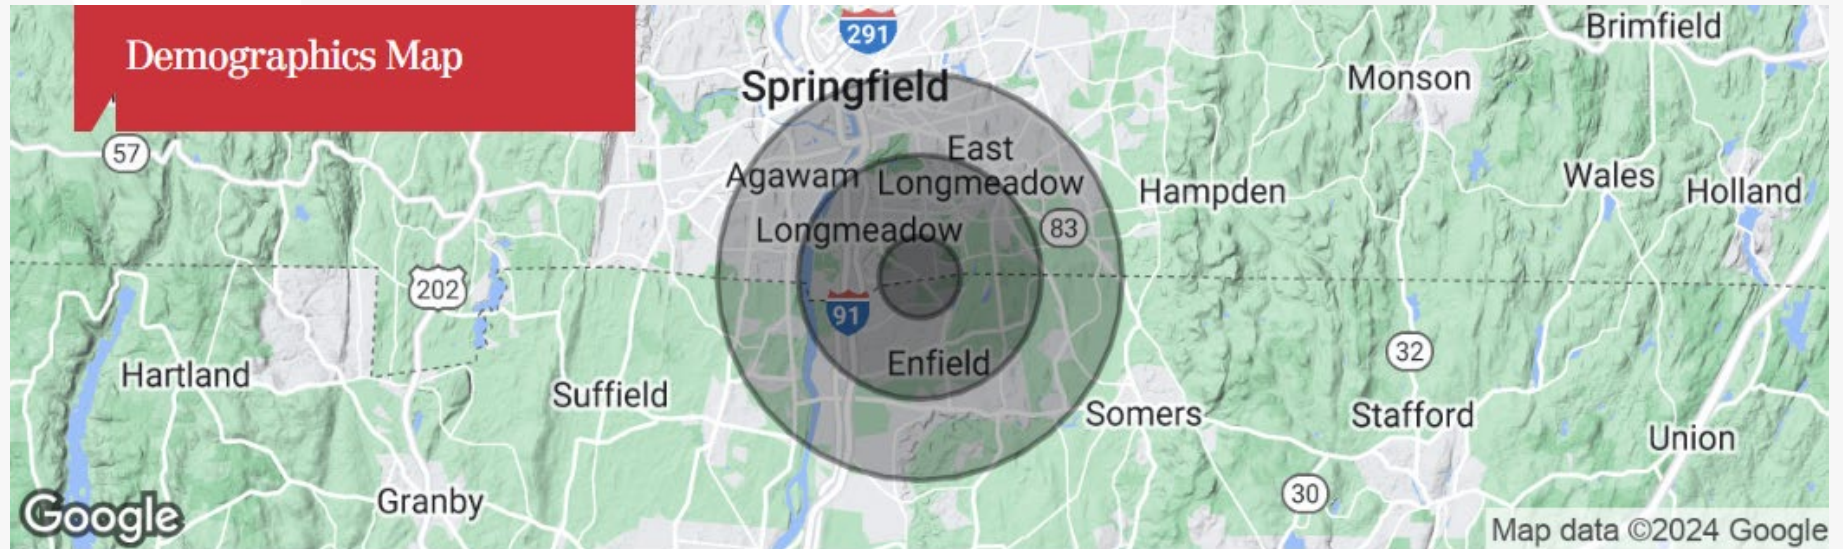 Demographics Map
291
Brimfield
Springfield
Monson
57
East
Longmeadow
Agawam
Wales
Holland
Hampden
Longmeadow
83
202
91
Enfield
32
Hartland
Suffield
Somers
Stafford
Union
Granby
30
Google
Map data ©2024 Google